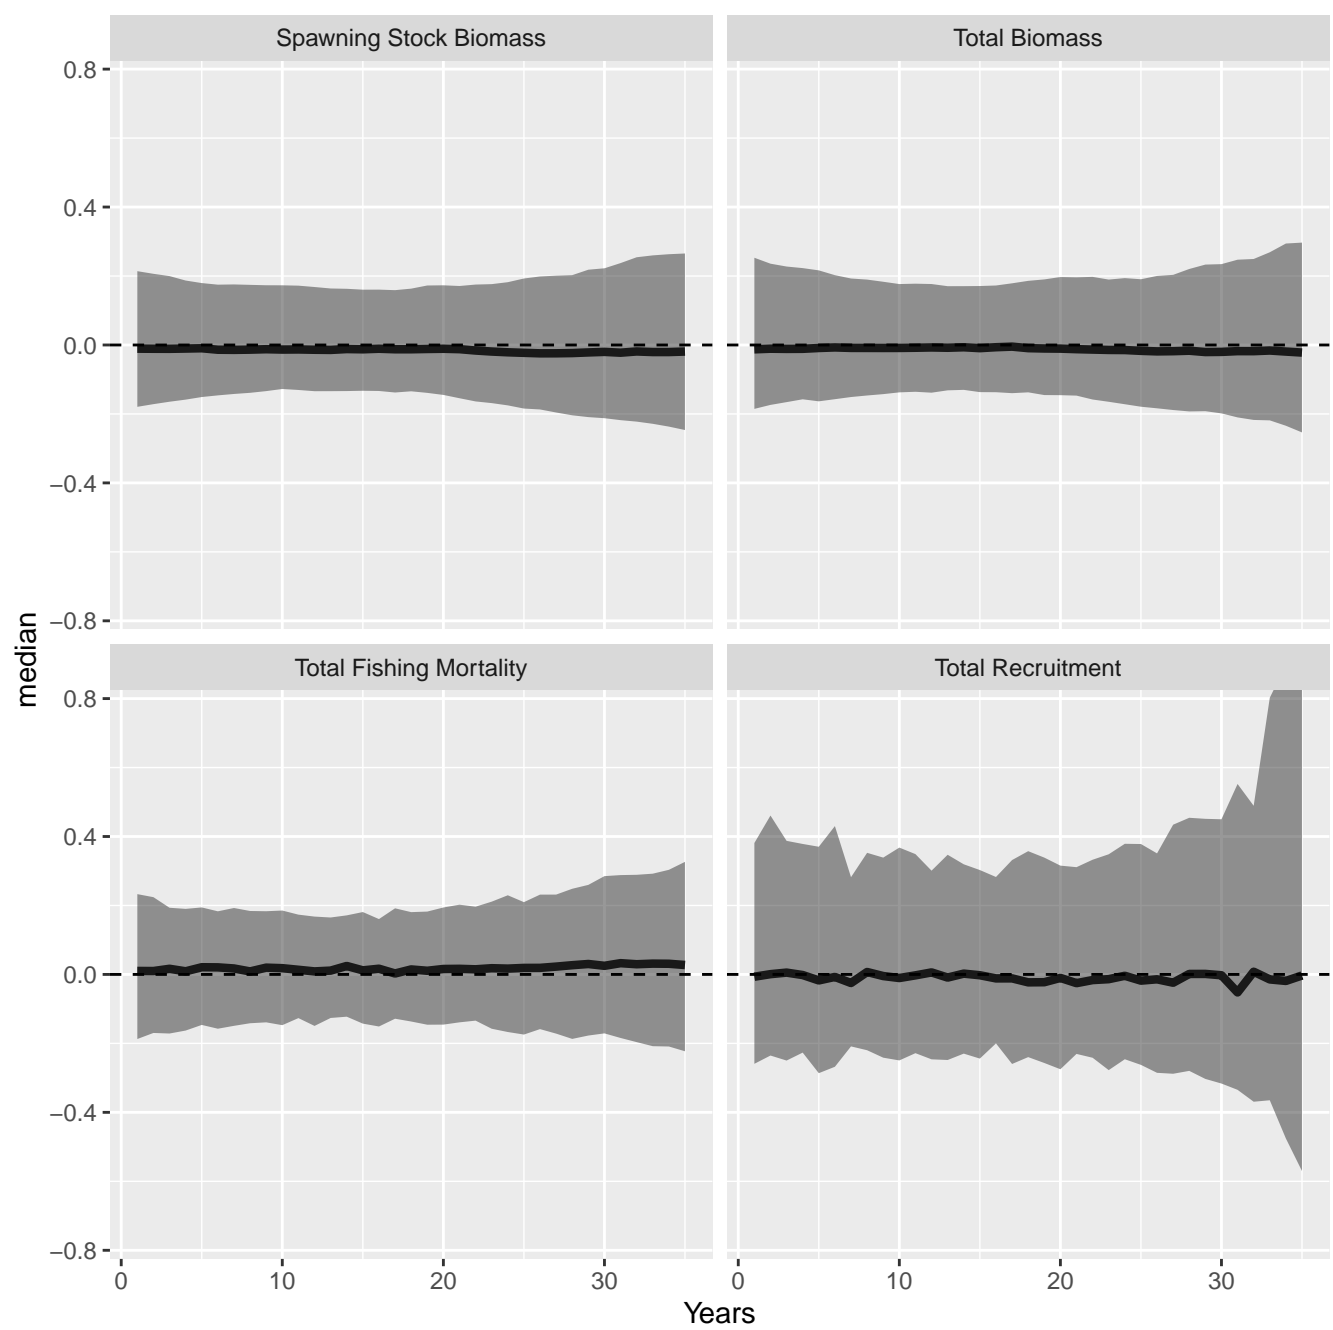 Spawning Stock Biomass
Total Biomass
0.8
0.4
0.0
−0.4
−0.8
median
Total Fishing Mortality
Total Recruitment
0.8
0.4
0.0
−0.4
−0.8
0 10 20 30
0 10 20 30
Years